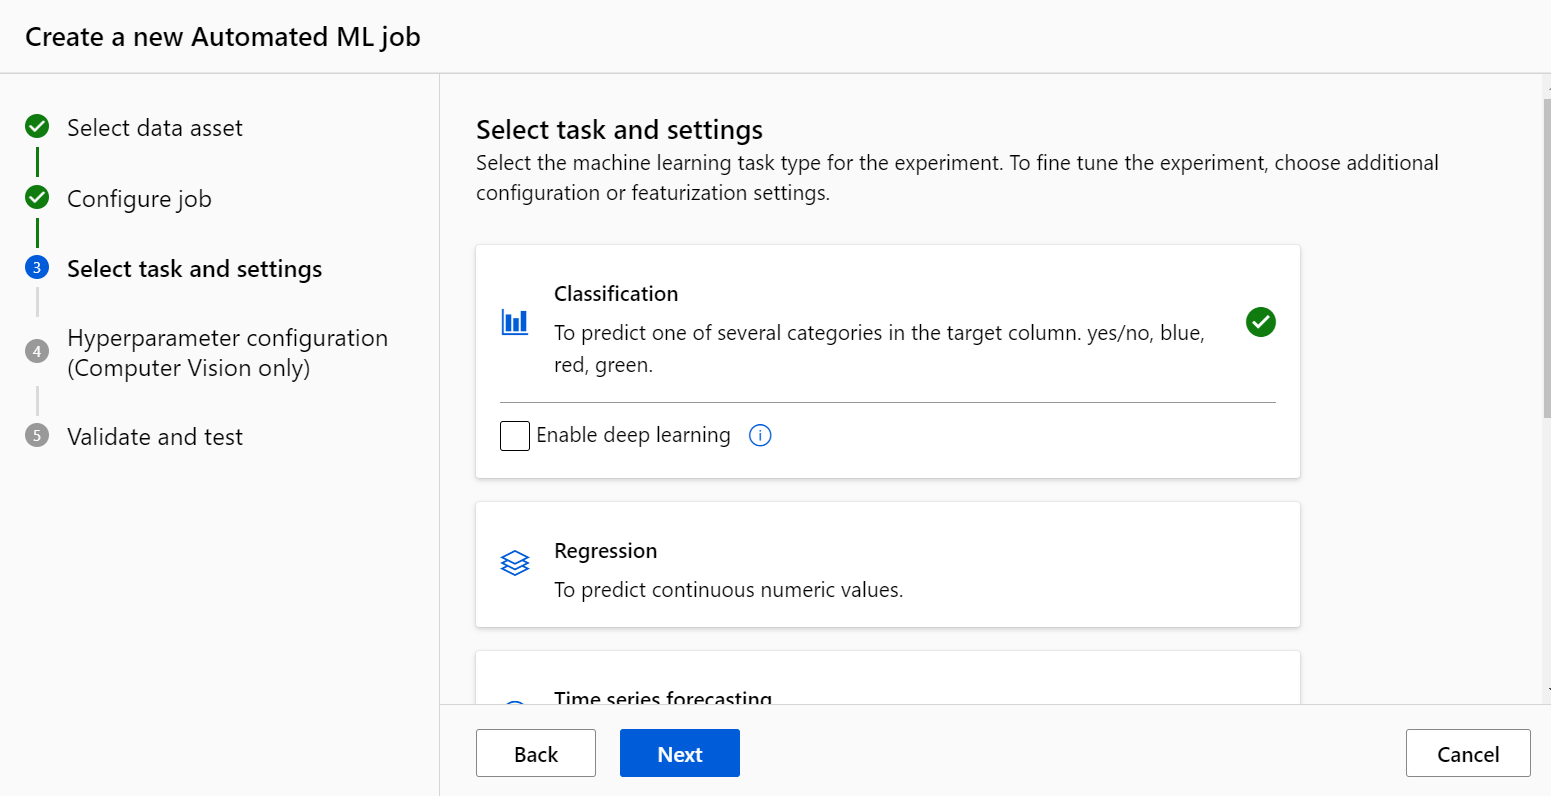 Create a new Automated ML job
Select data asset
Configure job
3
Select task and settings
4
Hyperparameter configuration
(Computer Vision only)
5
Validate and test
Select task and settings
Select the machine learning task type for the experiment. To fine tune the experiment, choose additional
configuration or featurization settings.
Classification
To predict one of several categories in the target column. yes/no, blue,
red, green.
Enable deep learning
Regression
To predict continuous numeric values.
Time series forecasting
Back
Next
Cancel